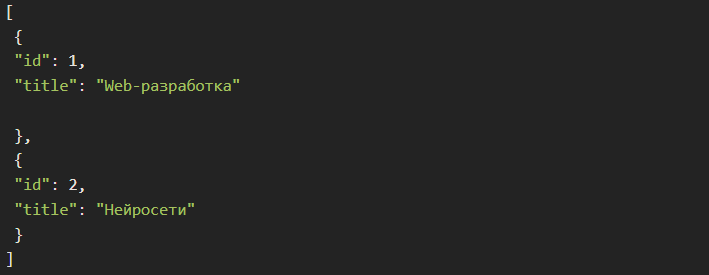 [
{
"id": 1,
"title": "Web-разработка"
},
{
"id": 2,
"title": "Нейросети"
}
]